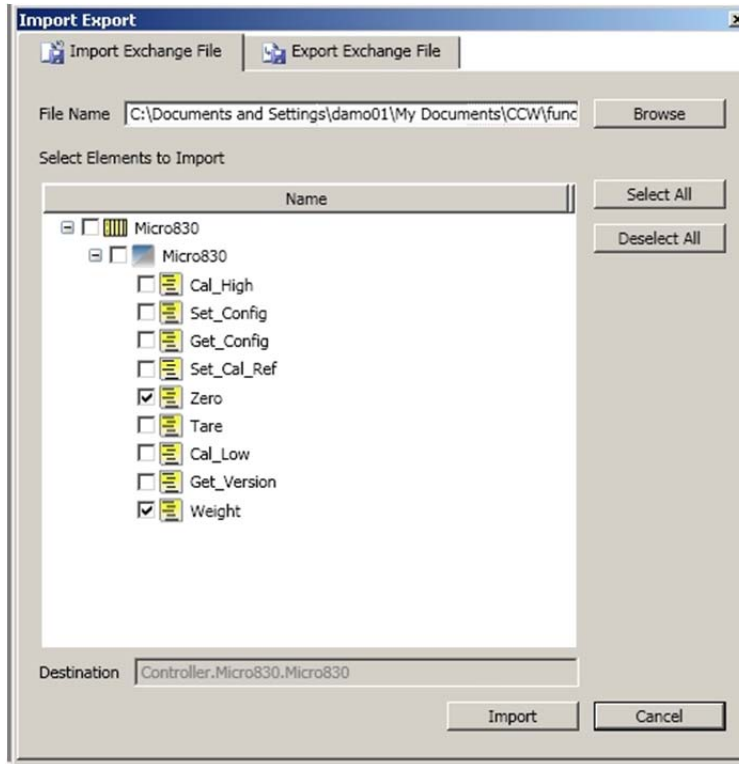 Import Export
Import Exchange File
Export Exchange File
File Name C:\Documents and Settings\damo01\My Documents\CCW\func Browse
Select Elements to Import
Name
Select All
Deselect All
Micro830
Micro830
Cal_High
Set_Config
Get_Config
Set_Cal_Ref
Zero
Tare
Cal_Low
Get_Version
Weight
Destination Controller.Micro830.Micro830
Import Cancel